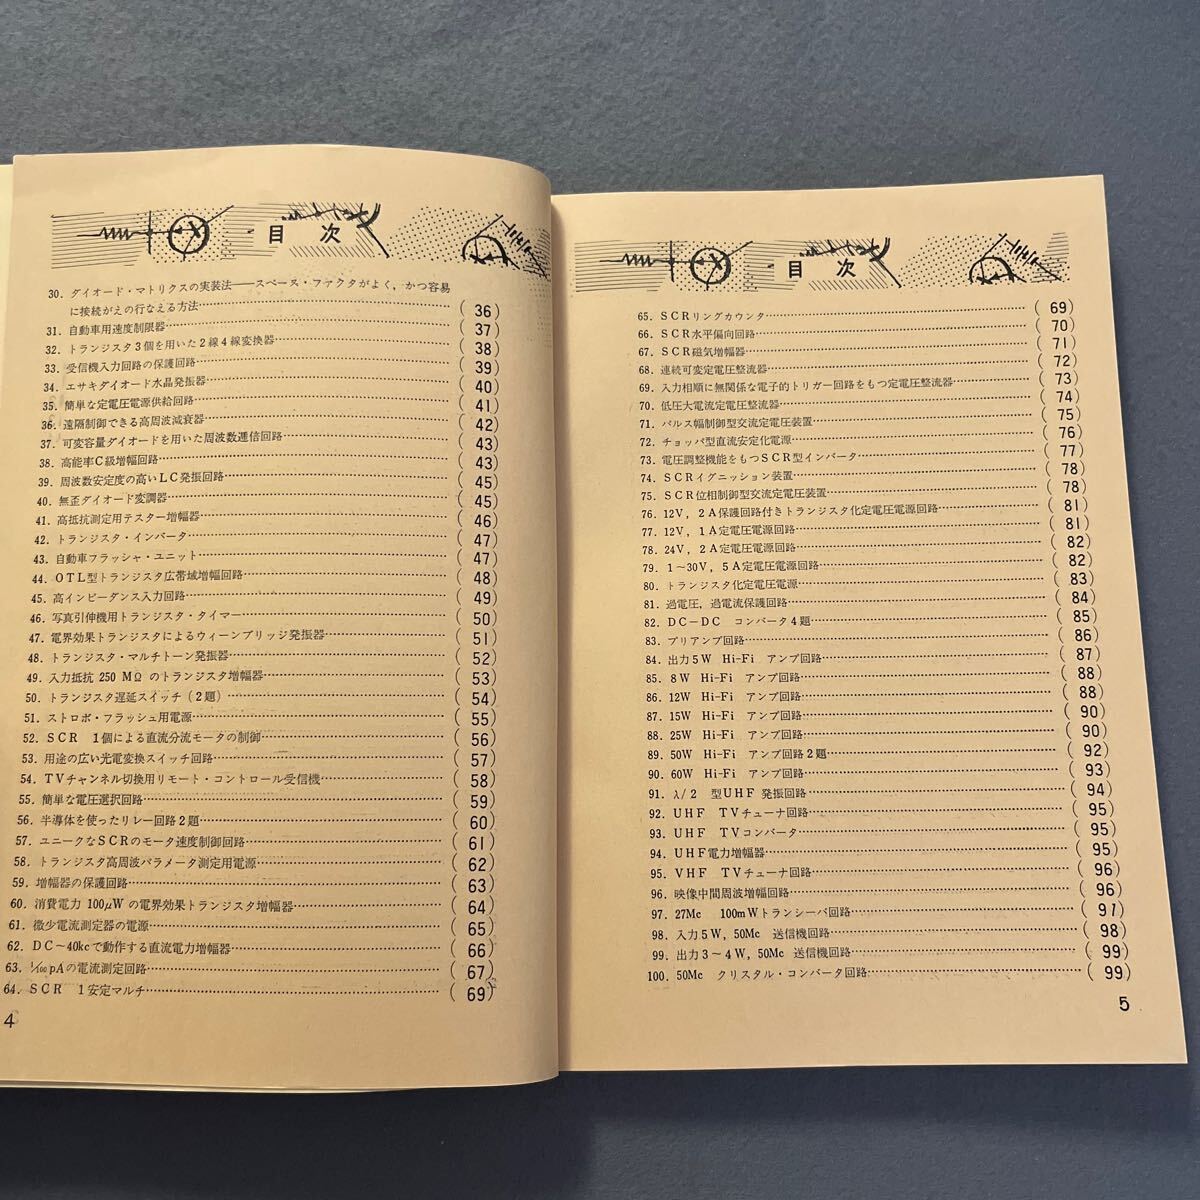 目次
30. ダイオード・マトリクスの実装法――スペース・ファクタがよく，かつ容易
に接続がえの行なえる方法 (36)
31. 自動車用速度制限器 (37)
32. トランジスタ3個を用いた2線4線変換器 (38)
33. 受信機入力回路の保護回路 (39)
34. エサキダイオード水晶発振器 (40)
35. 簡単な定電圧電源供給回路 (41)
36. 遠隔制御できる高周波減衰器 (42)
37. 可変容量ダイオードを用いた周波数逓倍回路 (43)
38. 高能率C級増幅回路 (43)
39. 周波数安定度の高いLC発振回路 (45)
40. 無歪ダイオード変調器 (45)
41. 高抵抗測定用テスター増幅器 (46)
42. トランジスタ・インバータ (47)
43. 自動車フラッシャ・ユニット (47)
44. OTL型トランジスタ広帯域増幅回路 (48)
45. 高インピーダンス入力回路 (49)
46. 写真引伸機用トランジスタ・タイマー (50)
47. 電界効果トランジスタによるウィーンブリッジ発振器 (51)
48. トランジスタ・マルチトーン発振器 (52)
49. 入力抵抗 250 MΩ のトランジスタ増幅器 (53)
50. トランジスタ遅延スイッチ(2題) (54)
51. ストロボ・フラッシュ用電源 (55)
52. SCR 1個による直流分流モータの制御 (56)
53. 用途の広い光電変換スイッチ回路 (57)
54. TVチャンネル切換用リモート・コントロール受信機 (58)
55. 簡単な電圧選択回路 (59)
56. 半導体を使ったリレー回路2題 (60)
57. ユニークなSCRのモータ速度制御回路 (61)
58. トランジスタ高周波パラメータ測定用電源 (62)
59. 増幅器の保護回路 (63)
60. 消費電力 100μW の電界効果トランジスタ増幅器 (64)
61. 微少電流測定器の電源 (65)
62. DC～40kcで動作する直流電力増幅器 (66)
63. 1/100 pAの電流測定回路 (67)
64. SCR 1安定マルチ (69)
4
目次
65. SCRリングカウンタ (69)
66. SCR水平偏向回路 (70)
67. SCR磁気増幅器 (71)
68. 連続可変定電圧整流器 (72)
69. 入力相順に無関係な電子的トリガー回路をもつ定電圧整流器 (73)
70. 低圧大電流定電圧整流器 (74)
71. パルス幅制御型交流定電圧装置 (75)
72. チョッパ型直流安定化電源 (76)
73. 電圧調整機能をもつSCR型インバータ (77)
74. SCRイグニッション装置 (78)
75. SCR位相制御型交流定電圧装置 (78)
76. 12V，2A保護回路付きトランジスタ化定電圧電源回路 (81)
77. 12V，1A定電圧電源回路 (81)
78. 24V，2A定電圧電源回路 (82)
79. 1～30V，5A定電圧電源回路 (82)
80. トランジスタ化定電圧電源 (83)
81. 過電圧，過電流保護回路 (84)
82. DC－DC コンバータ4題 (85)
83. プリアンプ回路 (86)
84. 出力5W Hi-Fi アンプ回路 (87)
85. 8W Hi-Fi アンプ回路 (88)
86. 12W Hi-Fi アンプ回路 (88)
87. 15W Hi-Fi アンプ回路 (90)
88. 25W Hi-Fi アンプ回路 (90)
89. 50W Hi-Fi アンプ回路2題 (92)
90. 60W Hi-Fi アンプ回路 (93)
91. λ/2 型UHF 発振回路 (94)
92. UHF TVチューナ回路 (95)
93. UHF TVコンバータ (95)
94. UHF電力増幅器 (95)
95. VHF TVチューナ回路 (96)
96. 映像中間周波増幅回路 (96)
97. 27Mc 100mWトランシーバ回路 (97)
98. 入力5W，50Mc 送信機回路 (98)
99. 出力3～4W，50Mc 送信機回路 (99)
100. 50Mc クリスタル・コンバータ回路 (99)
5